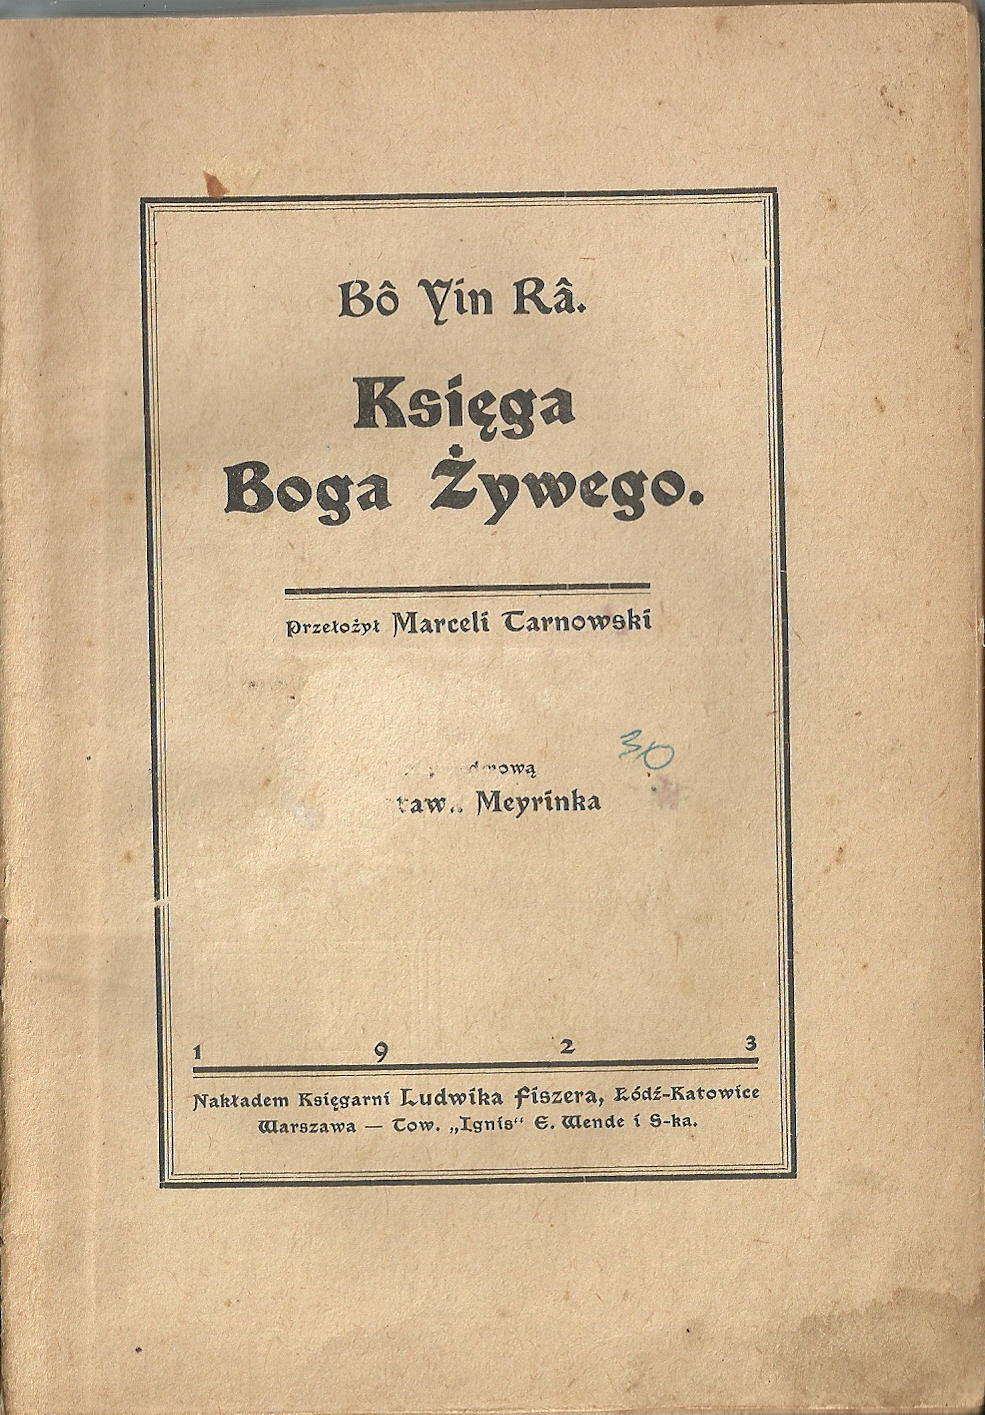 Bô Yin Râ.
Księga
Boga Żywego.
Przełożył Marceli Tarnowski
30
Meyrinka
1 9 2 3
Nakładem Księgarni Ludwika Fiszera, Łódź-Katowice
Warszawa — Tow. „Ignis“ E. Wende i S-ka.